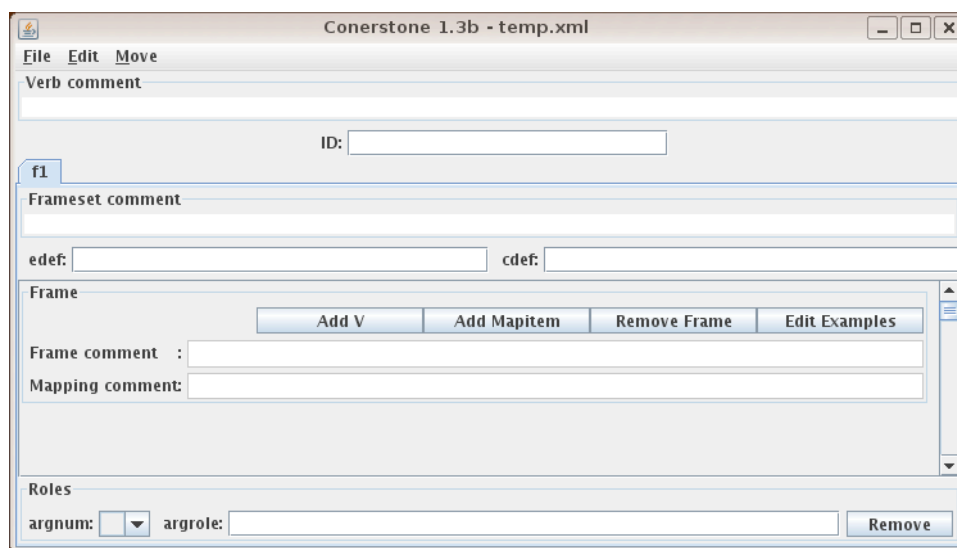 Conerstone 1.3b - temp.xml
File Edit Move
Verb comment
ID:
f1
Frameset comment
edef: cdef:
Frame
Add V Add Mapitem Remove Frame Edit Examples
Frame comment :
Mapping comment:
Roles
argnum: argrole: Remove